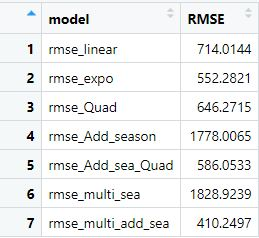 model RMSE
1 rmse_linear 714.0144
2 rmse_expo 552.2821
3 rmse_Quad 646.2715
4 rmse_Add_season 1778.0065
5 rmse_Add_sea_Quad 586.0533
6 rmse_multi_sea 1828.9239
7 rmse_multi_add_sea 410.2497